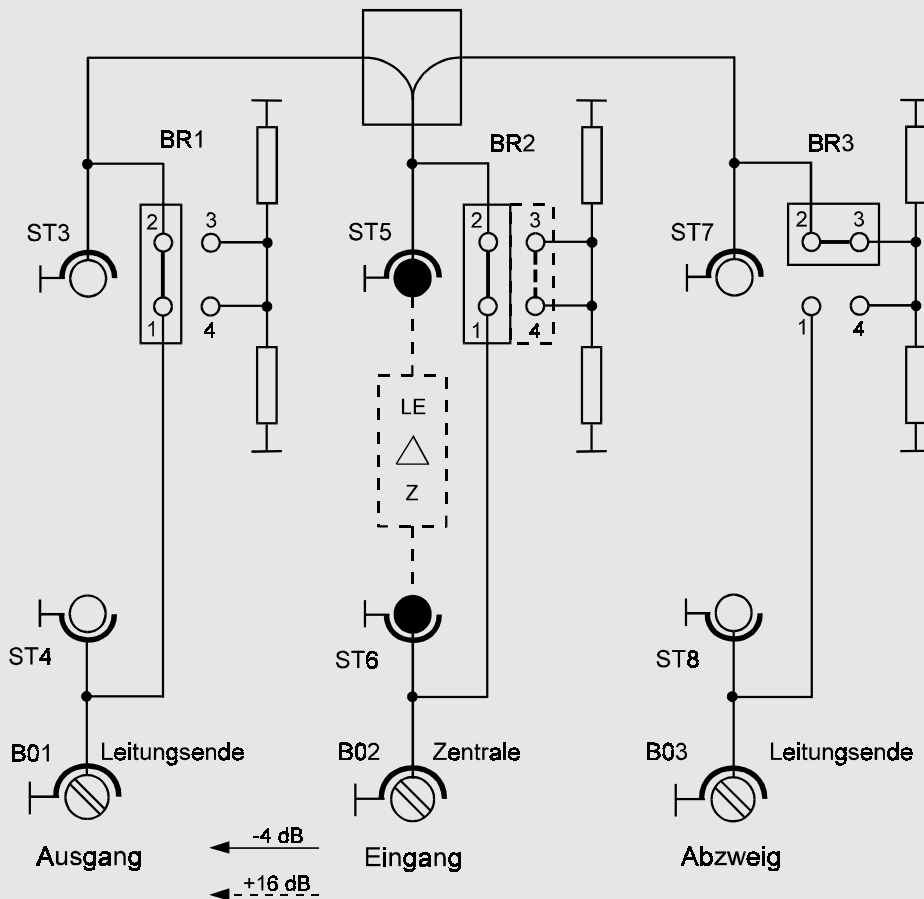 BR1
BR2
BR3
2
3
2
3
2
3
ST3
ST5
ST7
1
4
1
4
1
4
LE
Z
ST4
ST6
ST8
B01 Leitungsende
B02 Zentrale
B03 Leitungsende
Ausgang
-4 dB
Eingang
Abzweig
+16 dB